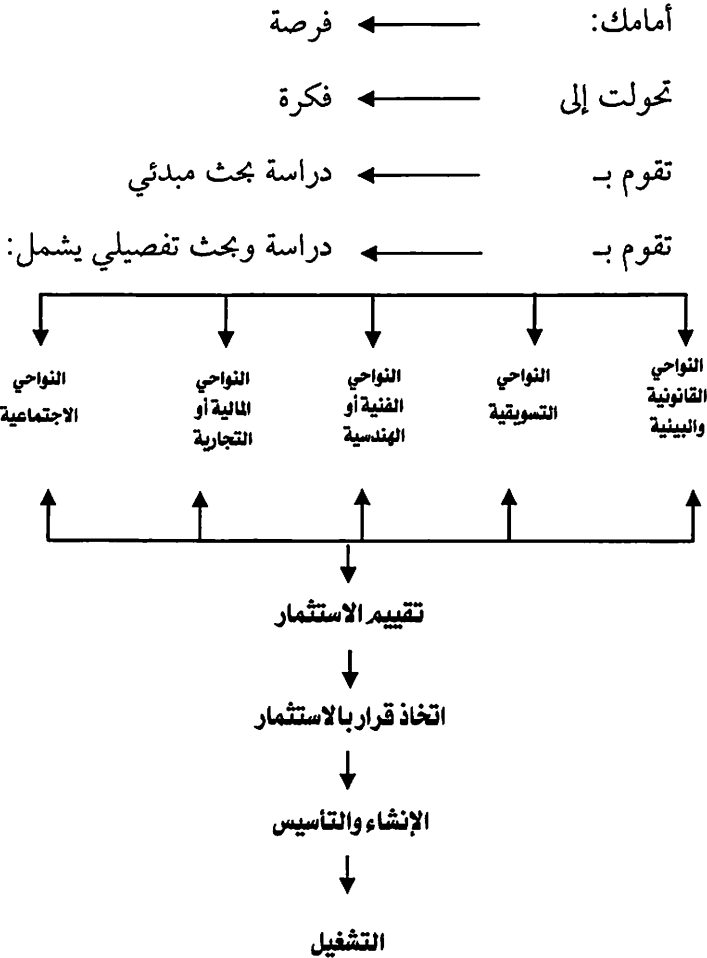 أمامك: فرصة
تحولت إلى فكرة
تقوم بـ دراسة بحث مبدئي
تقوم بـ دراسة وبحث تفصيلي يشمل:
النواحي
القانونية
والبيئية
النواحي
التسويقية
النواحي
الفنية أو
الهندسية
النواحي
المالية أو
التجارية
النواحي
الاجتماعية
تقييم الاستثمار
اتخاذ قرار بالاستثمار
الإنشاء والتأسيس
التشغيل